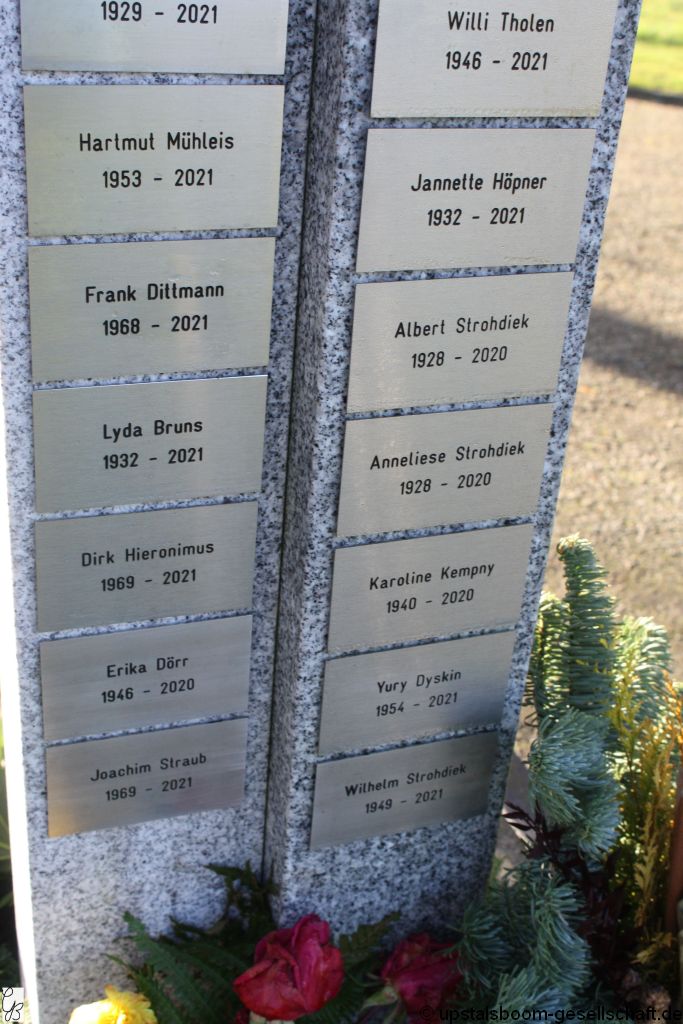 1929 - 2021
Hartmut Mühleis
1953 - 2021
Frank Dittmann
1968 - 2021
Lyda Bruns
1932 - 2021
Dirk Hieronimus
1969 - 2021
Erika Dörr
1946 - 2020
Joachim Straub
1969 - 2021
Willi Tholen
1946 - 2021
Jannette Höpner
1932 - 2021
Albert Strohdiek
1928 - 2020
Anneliese Strohdiek
1928 - 2020
Karoline Kempny
1940 - 2020
Yury Dyskin
1954 - 2021
Wilhelm Strohdiek
1949 - 2021
© upstalsboom-gesellschaft.de